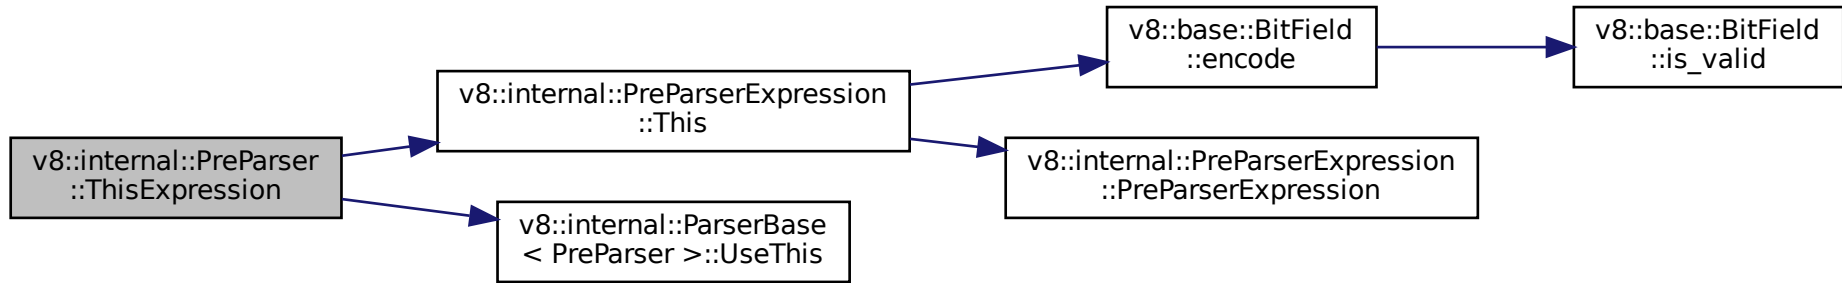 v8::internal::PreParser
::ThisExpression
v8::internal::PreParserExpression
::This
v8::base::BitField
::encode
v8::base::BitField
::is_valid
v8::internal::PreParserExpression
::PreParserExpression
v8::internal::ParserBase
< PreParser >::UseThis